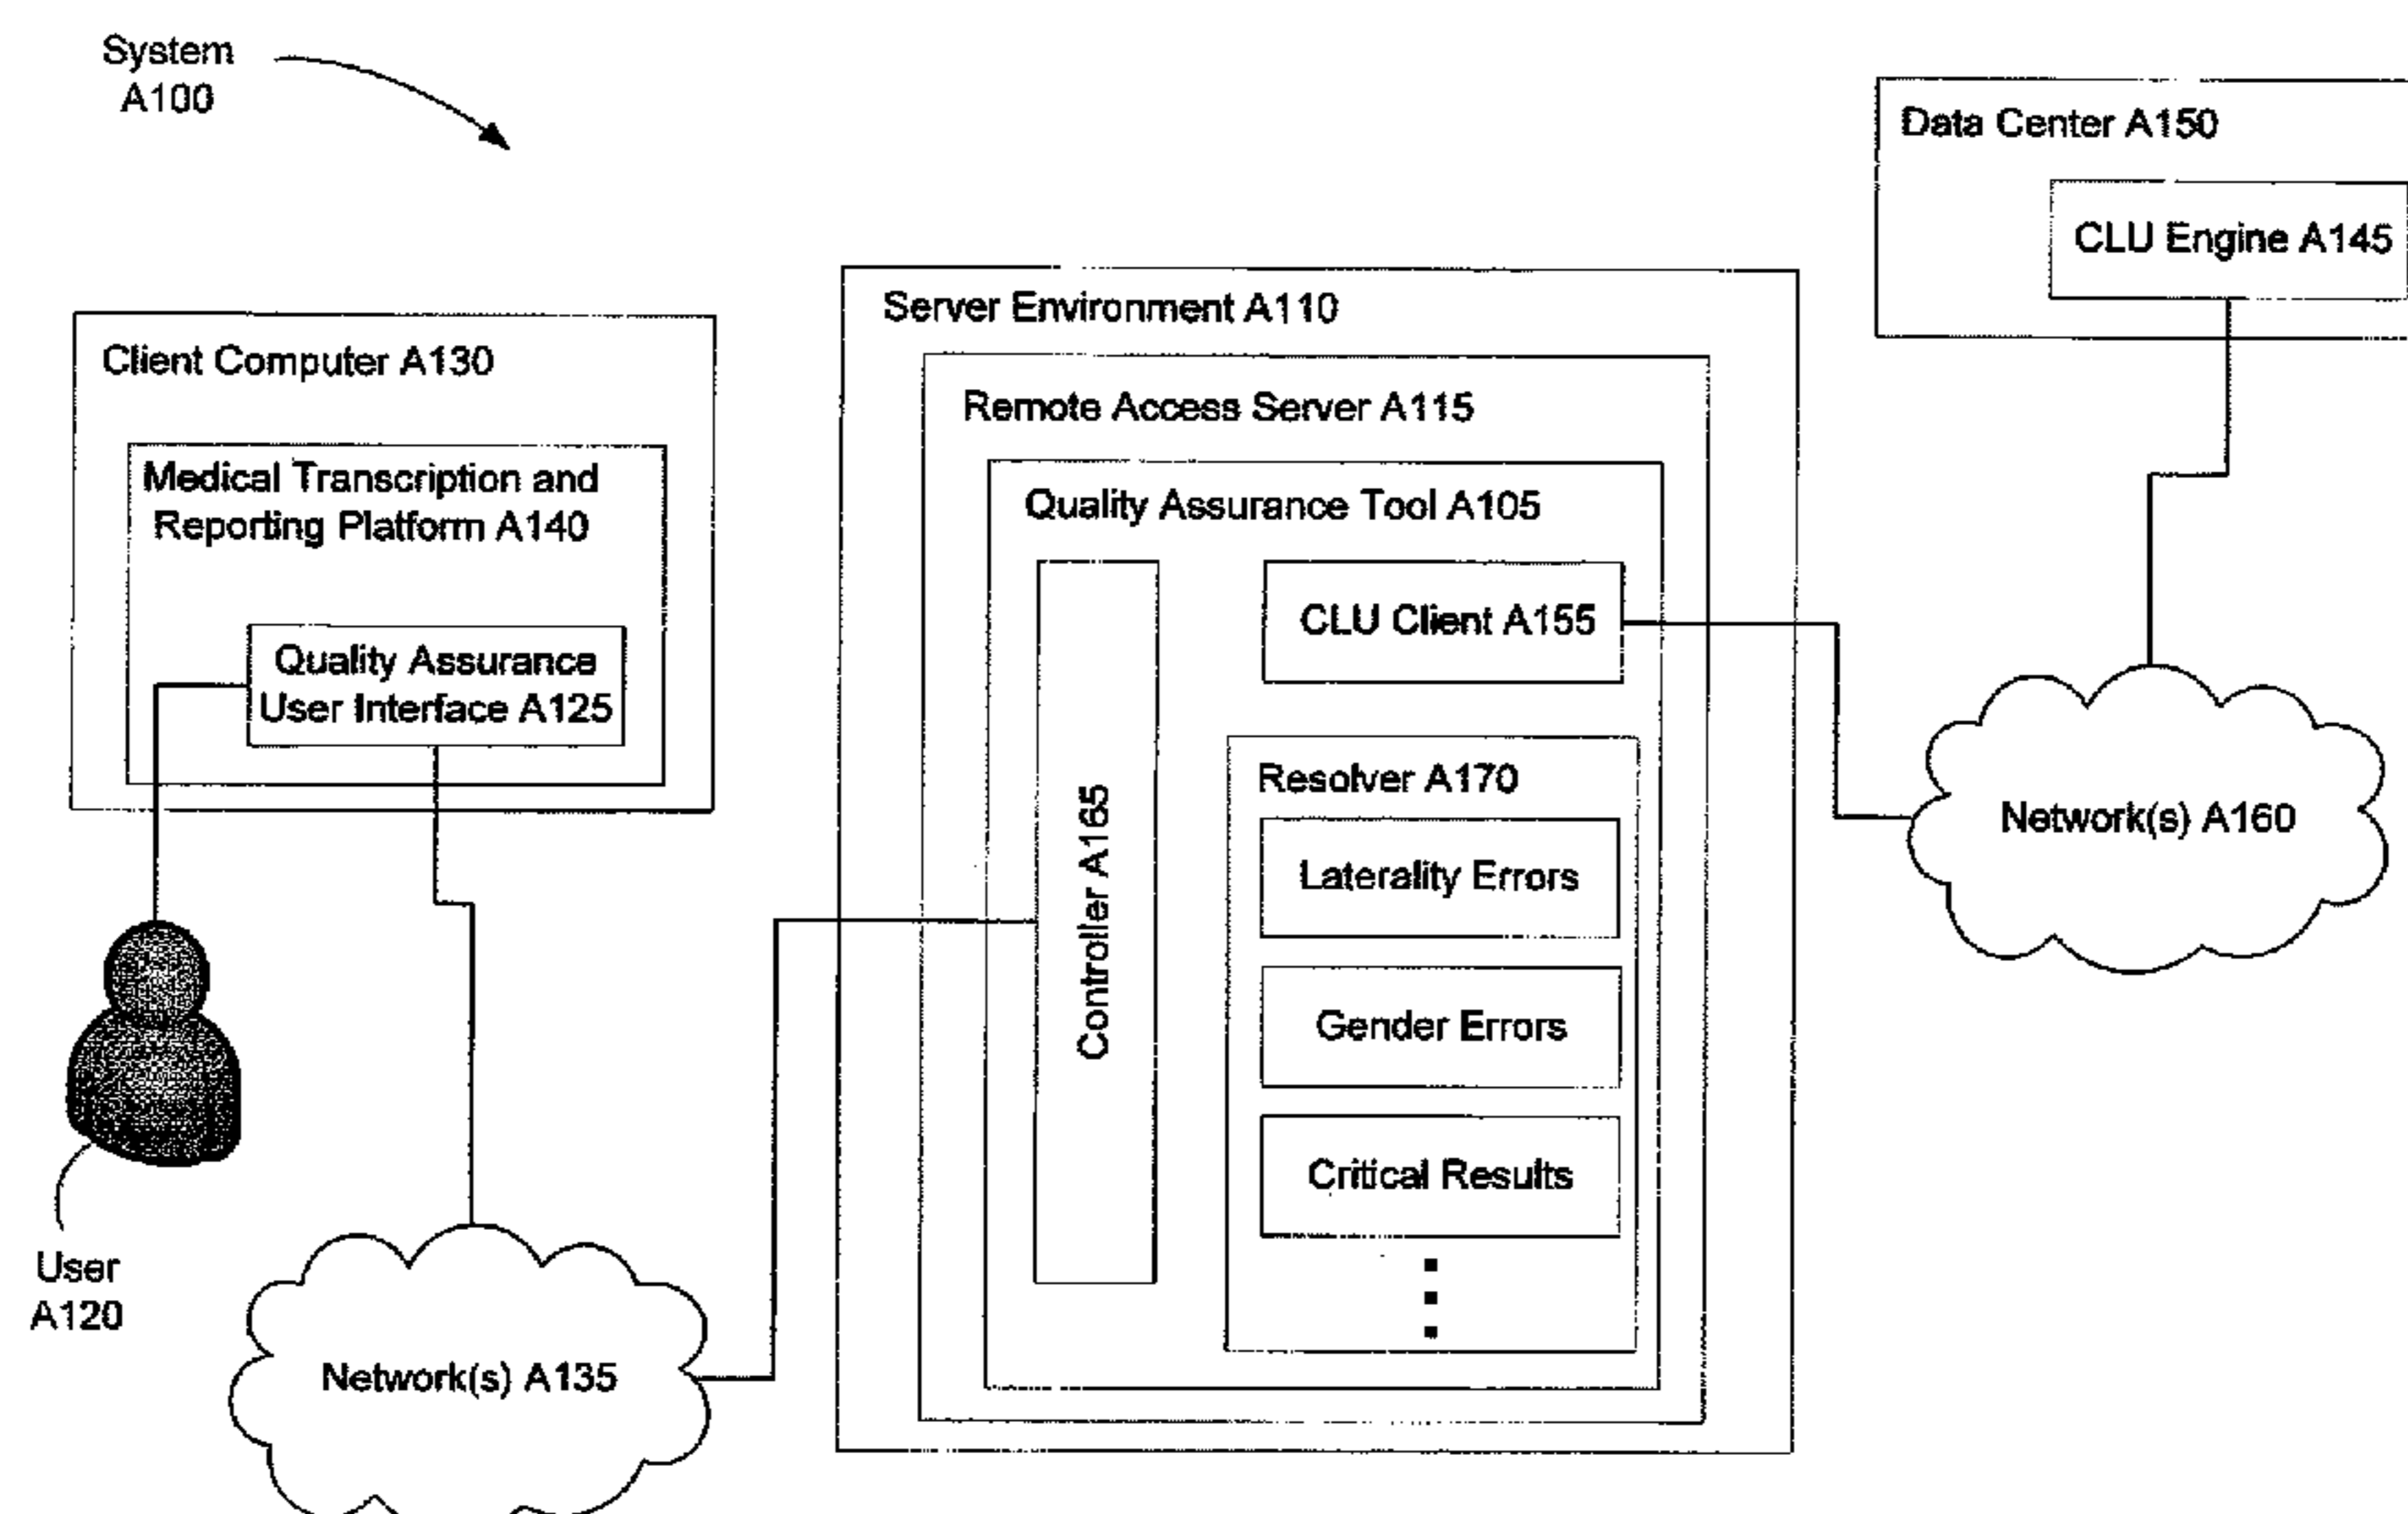 System
A100
Data Center A150
CLU Engine A145
Server Environment A110
Client Computer A130
Remote Access Server A115
Medical Transcription and
Reporting Platform A140
Quality Assurance Tool A105
CLU Client A155
Quality Assurance
User Interface A125
Resolver A170
Controller A165
Network(s) A160
Laterality Errors
Gender Errors
Critical Results
User
A120
Network(s) A135